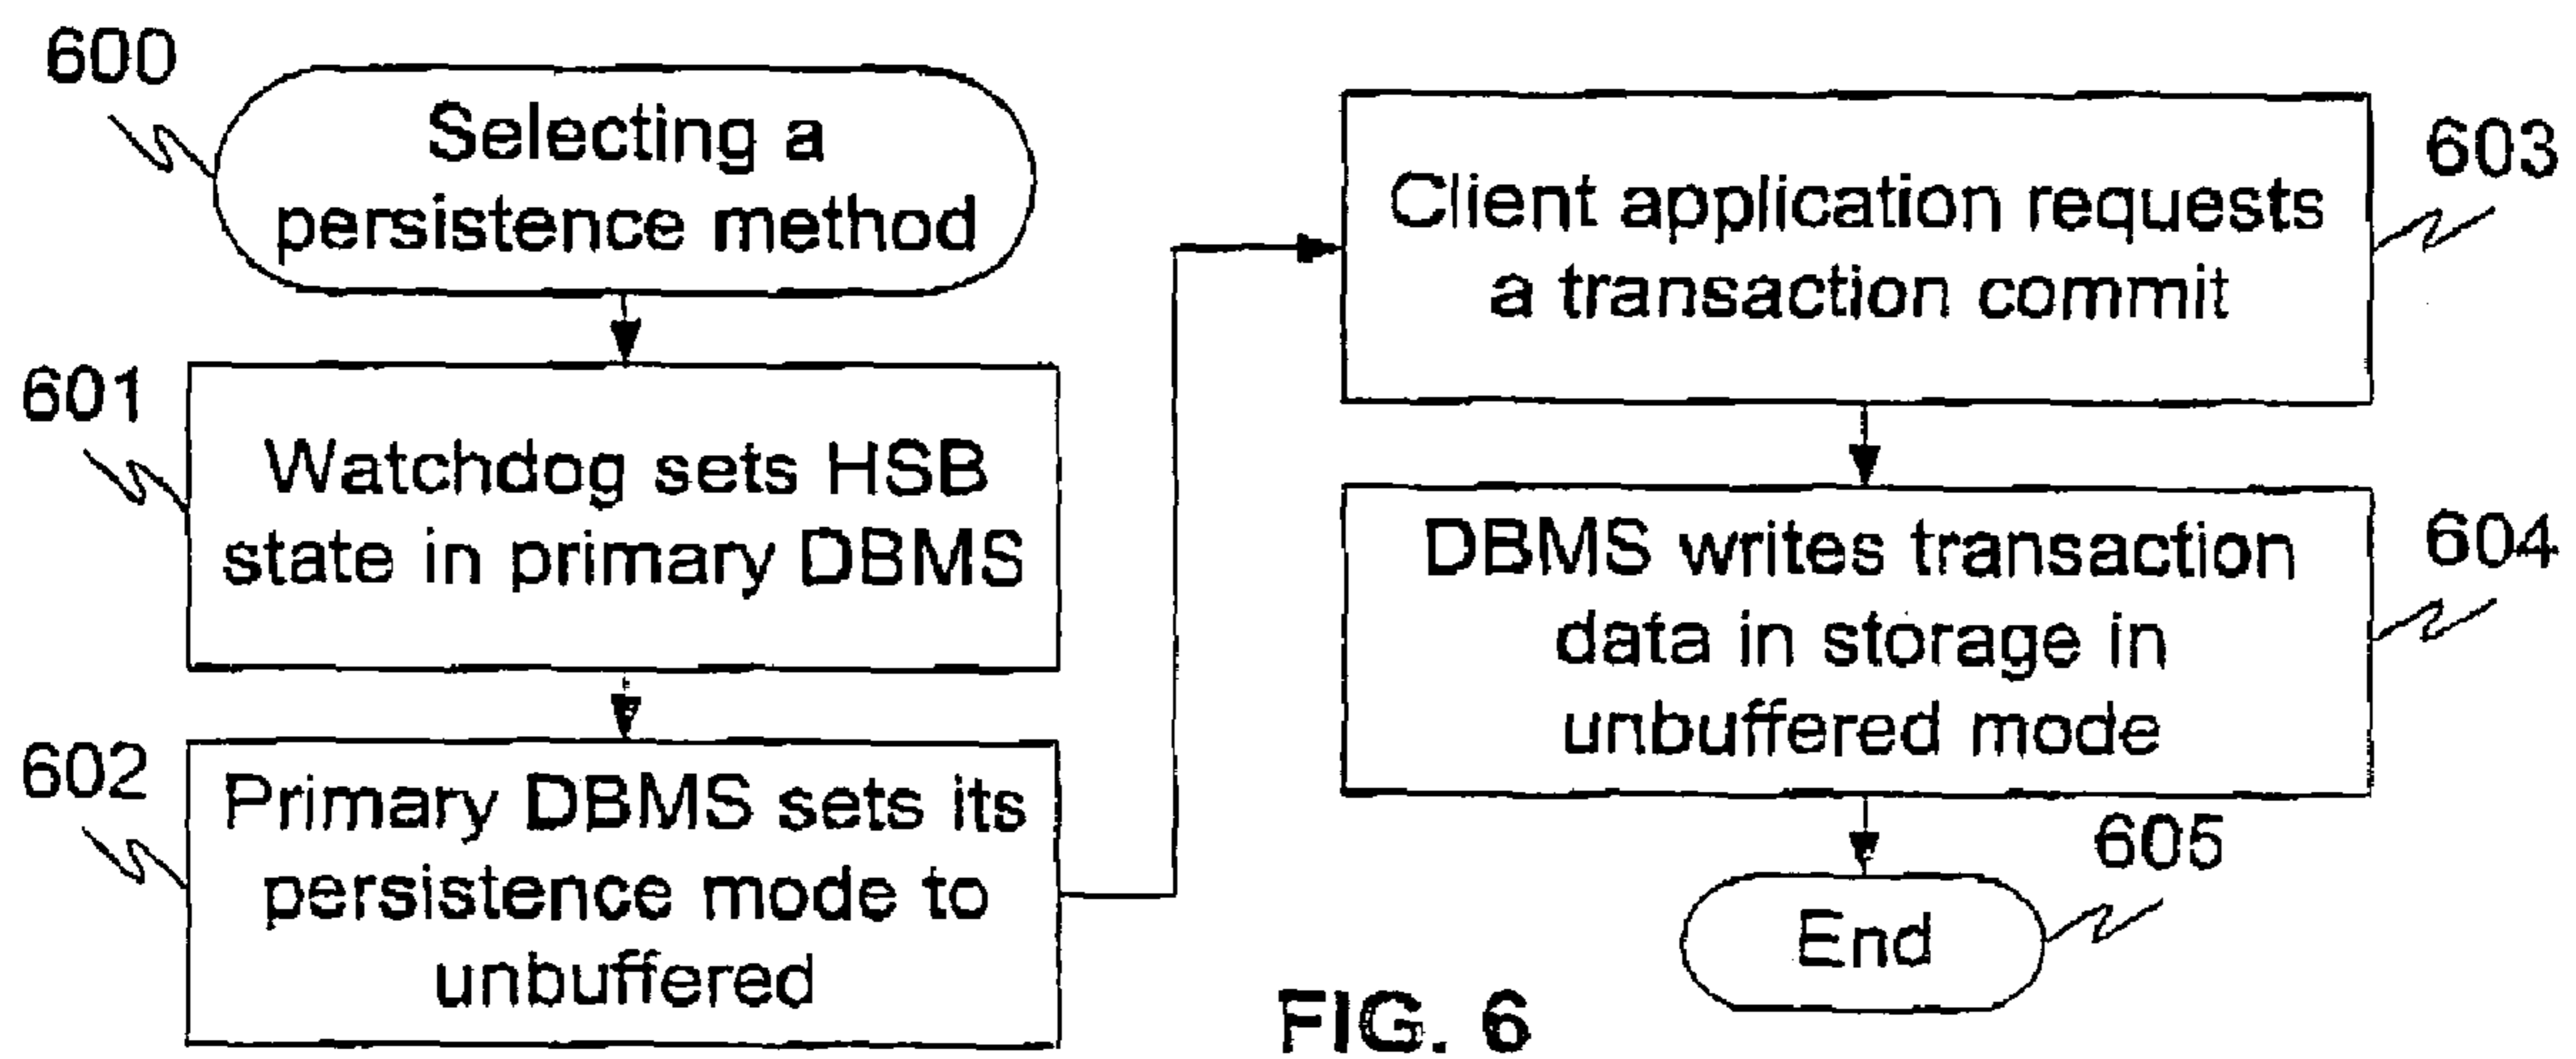 600
Selecting a
persistence method
601
Watchdog sets HSB
state in primary DBMS
602
Primary DBMS sets its
persistence mode to
unbuffered
603
Client application requests
a transaction commit
604
DBMS writes transaction
data in storage in
unbuffered mode
605
End
FIG. 6